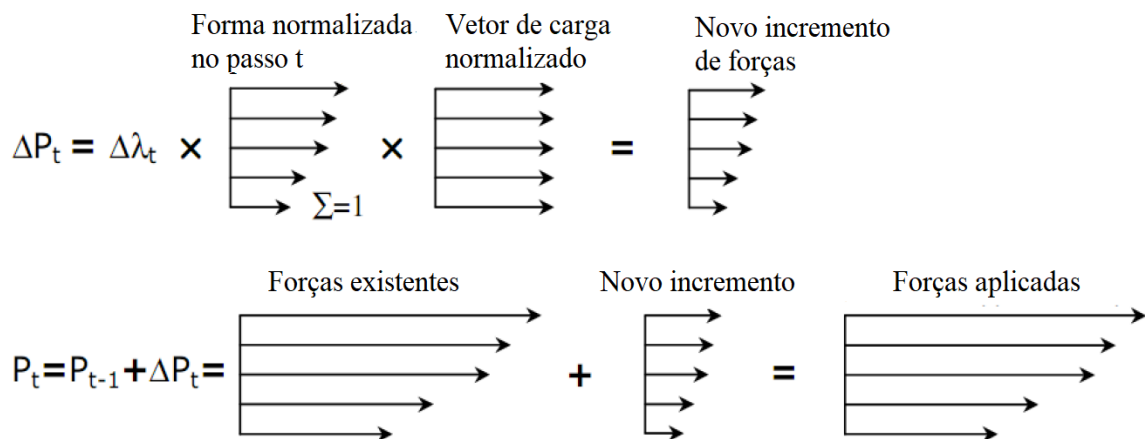 Forma normalizada
no passo t
Vetor de carga
normalizado
Novo incremento
de forças
ΔPt = Δλt × × =
Σ=1
Forças existentes
Novo incremento
Forças aplicadas
Pt=Pt-1+ΔPt= + =